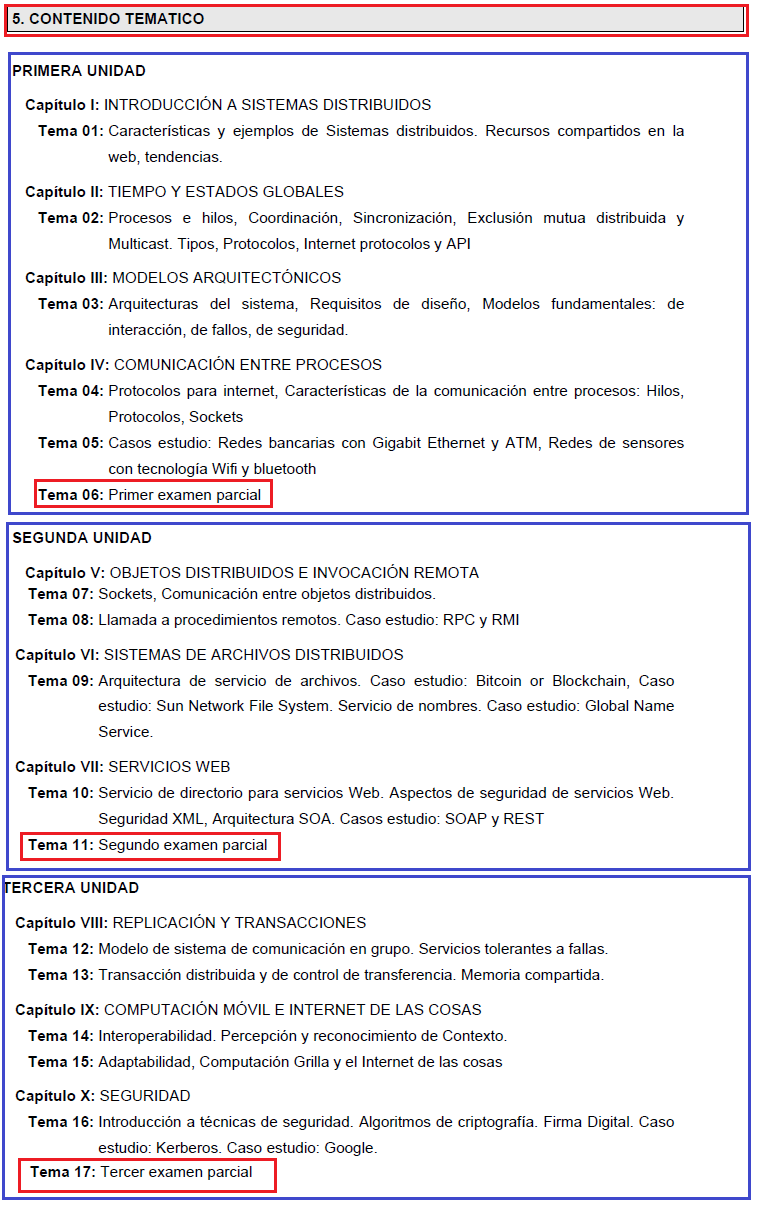 5. CONTENIDO TEMATICO
PRIMERA UNIDAD
Capítulo I: INTRODUCCIÓN A SISTEMAS DISTRIBUIDOS
Tema 01: Características y ejemplos de Sistemas distribuidos. Recursos compartidos en la
web, tendencias.
Capítulo II: TIEMPO Y ESTADOS GLOBALES
Tema 02: Procesos e hilos, Coordinación, Sincronización, Exclusión mutua distribuida y
Multicast. Tipos, Protocolos, Internet protocolos y API
Capítulo III: MODELOS ARQUITECTÓNICOS
Tema 03: Arquitecturas del sistema, Requisitos de diseño, Modelos fundamentales: de
interacción, de fallos, de seguridad.
Capítulo IV: COMUNICACIÓN ENTRE PROCESOS
Tema 04: Protocolos para internet, Características de la comunicación entre procesos: Hilos,
Protocolos, Sockets
Tema 05: Casos estudio: Redes bancarias con Gigabit Ethernet y ATM, Redes de sensores
con tecnología Wifi y bluetooth
Tema 06: Primer examen parcial
SEGUNDA UNIDAD
Capítulo V: OBJETOS DISTRIBUIDOS E INVOCACIÓN REMOTA
Tema 07: Sockets, Comunicación entre objetos distribuidos.
Tema 08: Llamada a procedimientos remotos. Caso estudio: RPC y RMI
Capítulo VI: SISTEMAS DE ARCHIVOS DISTRIBUIDOS
Tema 09: Arquitectura de servicio de archivos. Caso estudio: Bitcoin or Blockchain, Caso
estudio: Sun Network File System. Servicio de nombres. Caso estudio: Global Name
Service.
Capítulo VII: SERVICIOS WEB
Tema 10: Servicio de directorio para servicios Web. Aspectos de seguridad de servicios Web.
Seguridad XML, Arquitectura SOA. Casos estudio: SOAP y REST
Tema 11: Segundo examen parcial
TERCERA UNIDAD
Capítulo VIII: REPLICACIÓN Y TRANSACCIONES
Tema 12: Modelo de sistema de comunicación en grupo. Servicios tolerantes a fallas.
Tema 13: Transacción distribuida y de control de transferencia. Memoria compartida.
Capítulo IX: COMPUTACIÓN MÓVIL E INTERNET DE LAS COSAS
Tema 14: Interoperabilidad. Percepción y reconocimiento de Contexto.
Tema 15: Adaptabilidad, Computación Grilla y el Internet de las cosas
Capítulo X: SEGURIDAD
Tema 16: Introducción a técnicas de seguridad. Algoritmos de criptografía. Firma Digital. Caso
estudio: Kerberos. Caso estudio: Google.
Tema 17: Tercer examen parcial